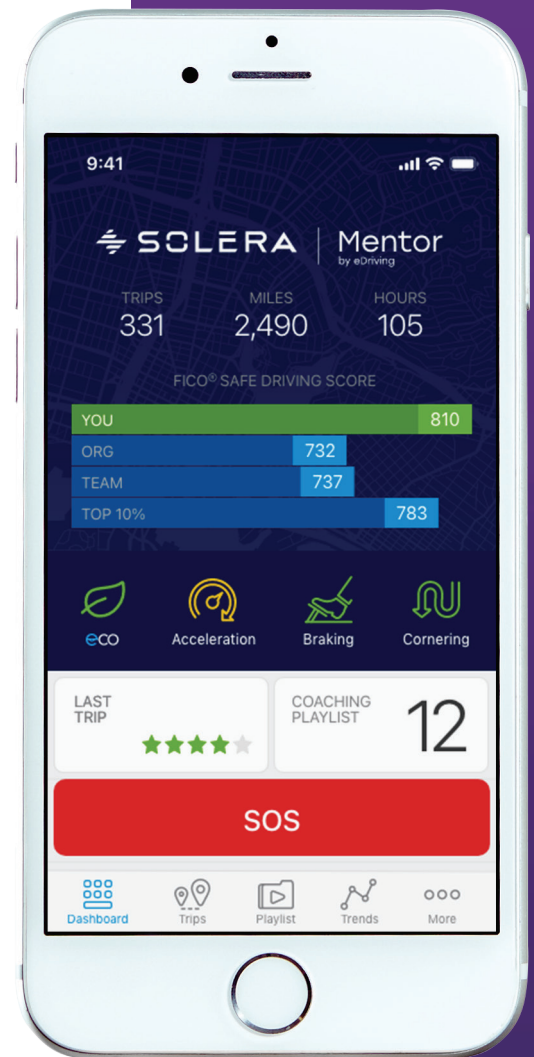 9:41
SOLERA Mentor
by eDriving
TRIPS MILES HOURS
331 2,490 105
FICO® SAFE DRIVING SCORE
YOU 810
ORG 732
TEAM 737
TOP 10% 783
eco Acceleration Braking Cornering
LAST
TRIP
COACHING
PLAYLIST
12
SOS
Dashboard Trips Playlist Trends More